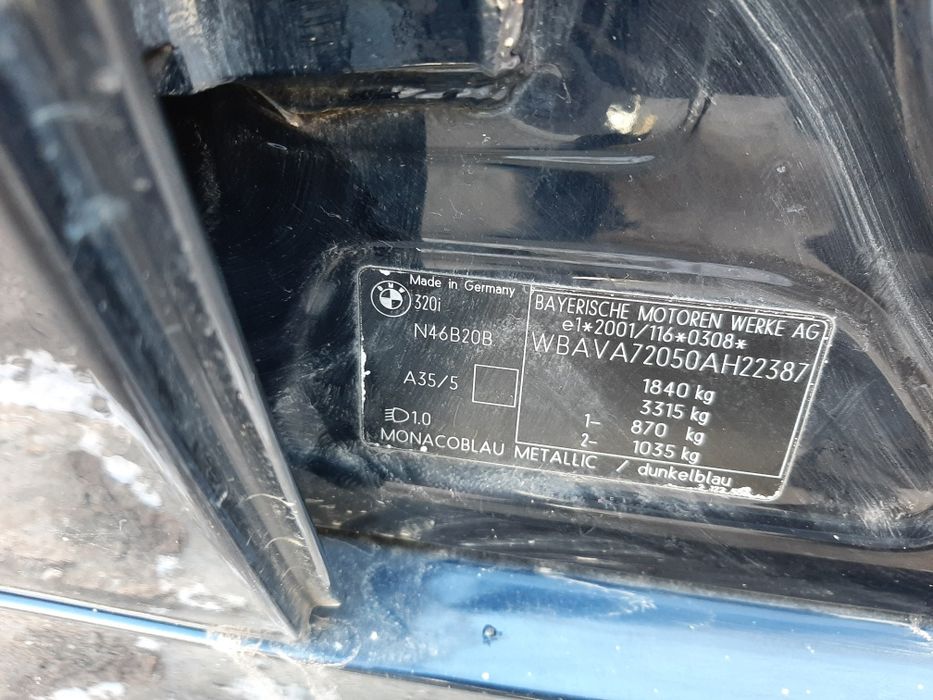 BMW
Made in Germany
320i
N46B20B
A35/5
1.0
BAYERISCHE MOTOREN WERKE AG
e1*2001/116*0308*
WBAVA72050AH22387
1840 kg
3315 kg
1- 870 kg
2- 1035 kg
MONACOBLAU METALLIC / dunkelblau